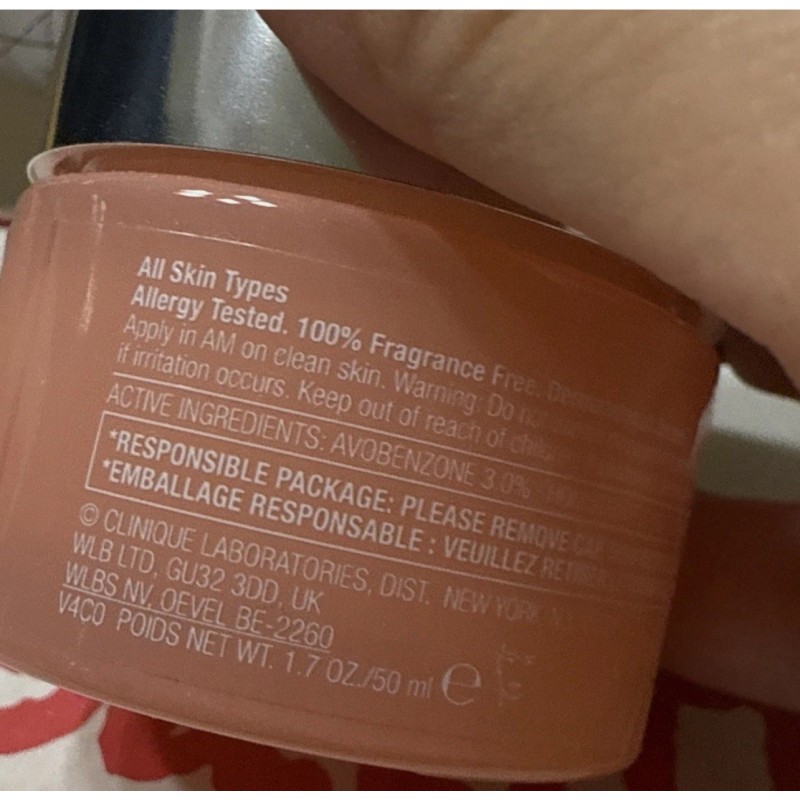 All Skin Types
Allergy Tested. 100% Fragrance Free.
Apply in AM on clean skin. Warning: Do
if irritation occurs. Keep out of reach of
ACTIVE INGREDIENTS: AVOBENZONE 3.0%
*RESPONSIBLE PACKAGE: PLEASE REMOVE CAP
*EMBALLAGE RESPONSABLE : VEUILLEZ
© CLINIQUE LABORATORIES, DIST. NEW YORK
WLB LTD, GU32 3DD, UK
WLBS NV, OEVEL BE-2260
V4C0 POIDS NET WT. 1.7 OZ./50 ml e